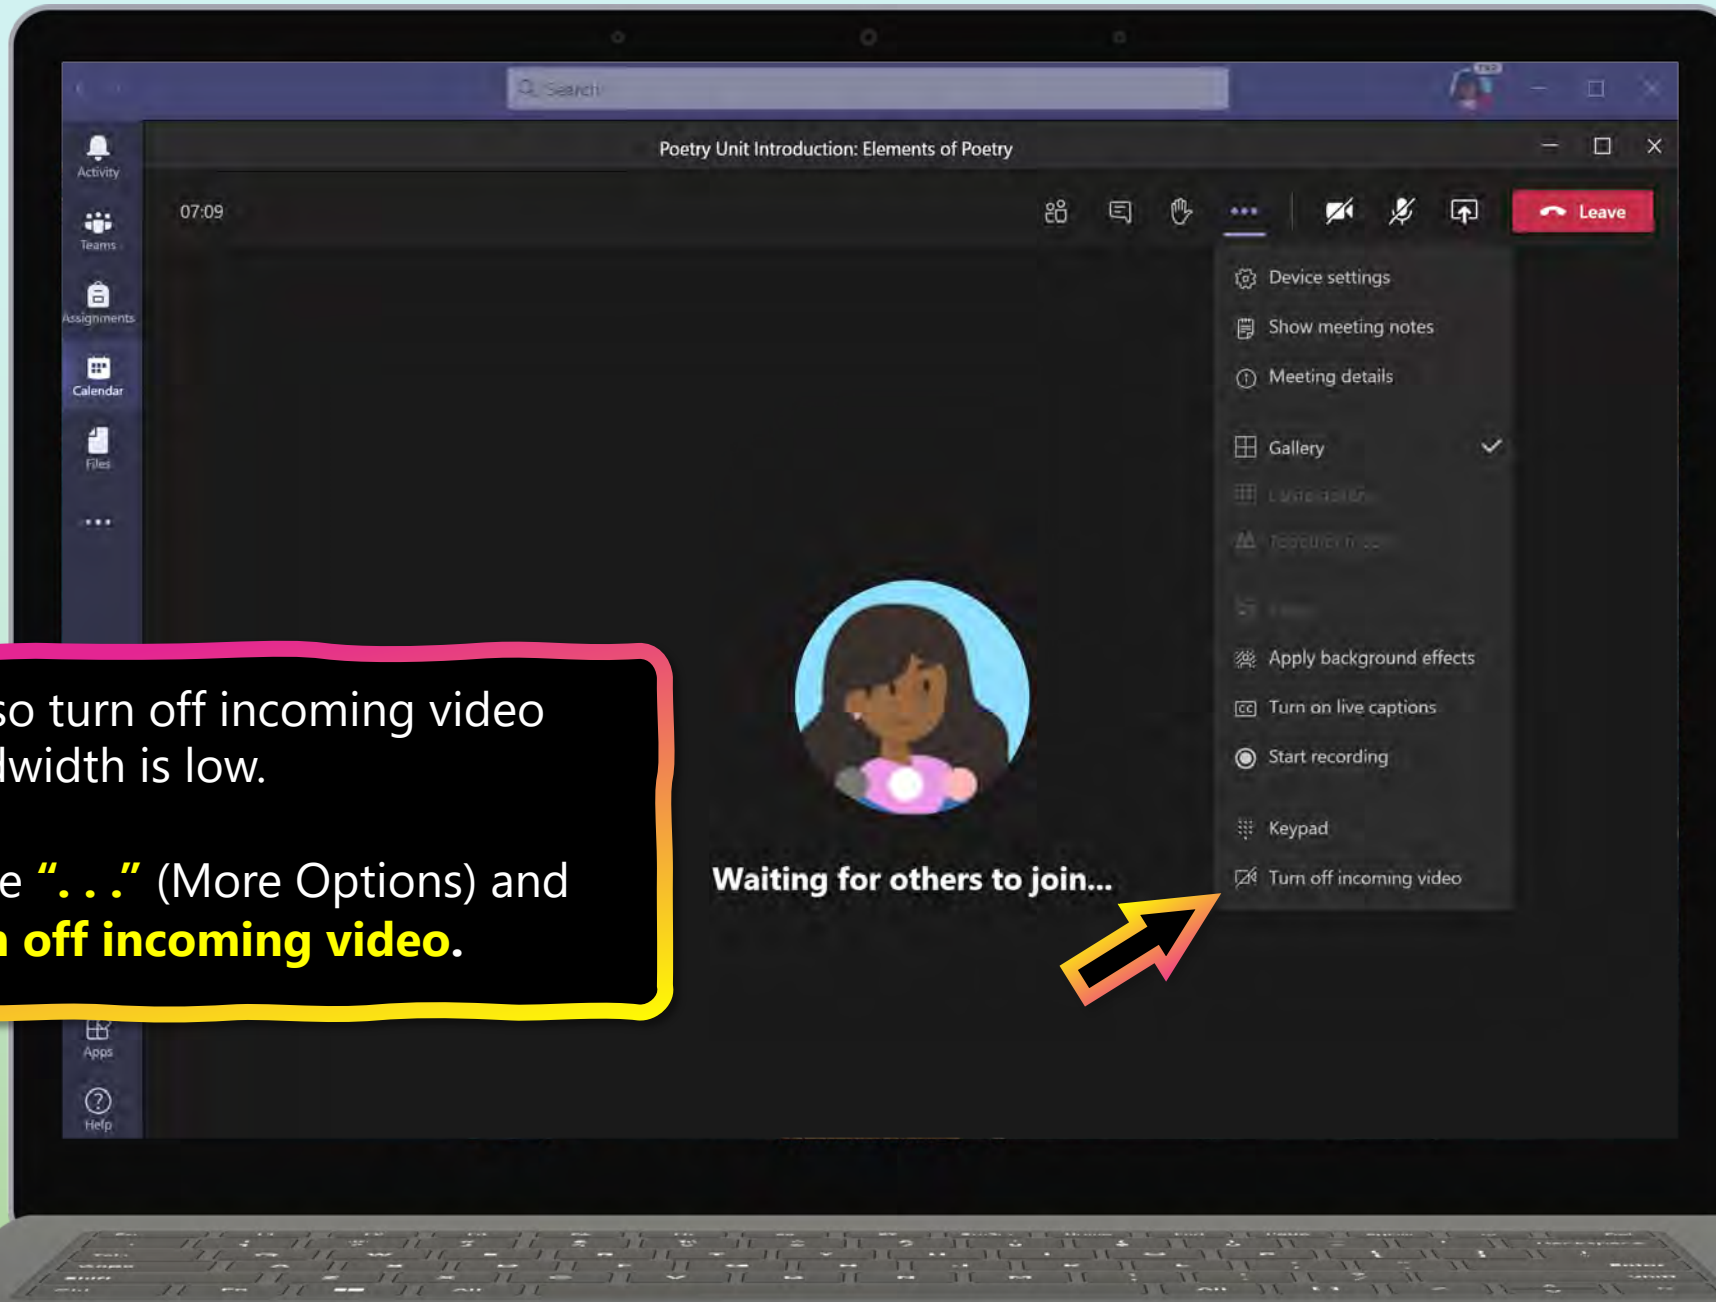 Search
Activity
Teams
Assignments
Calendar
Files
Apps
Help
Poetry Unit Introduction: Elements of Poetry
07:09
Leave
Device settings
Show meeting notes
Meeting details
Gallery
Apply background effects
Turn on live captions
Start recording
Keypad
Turn off incoming video
Waiting for others to join...
so turn off incoming video
dwidth is low.
e “. . .” (More Options) and
n off incoming video.